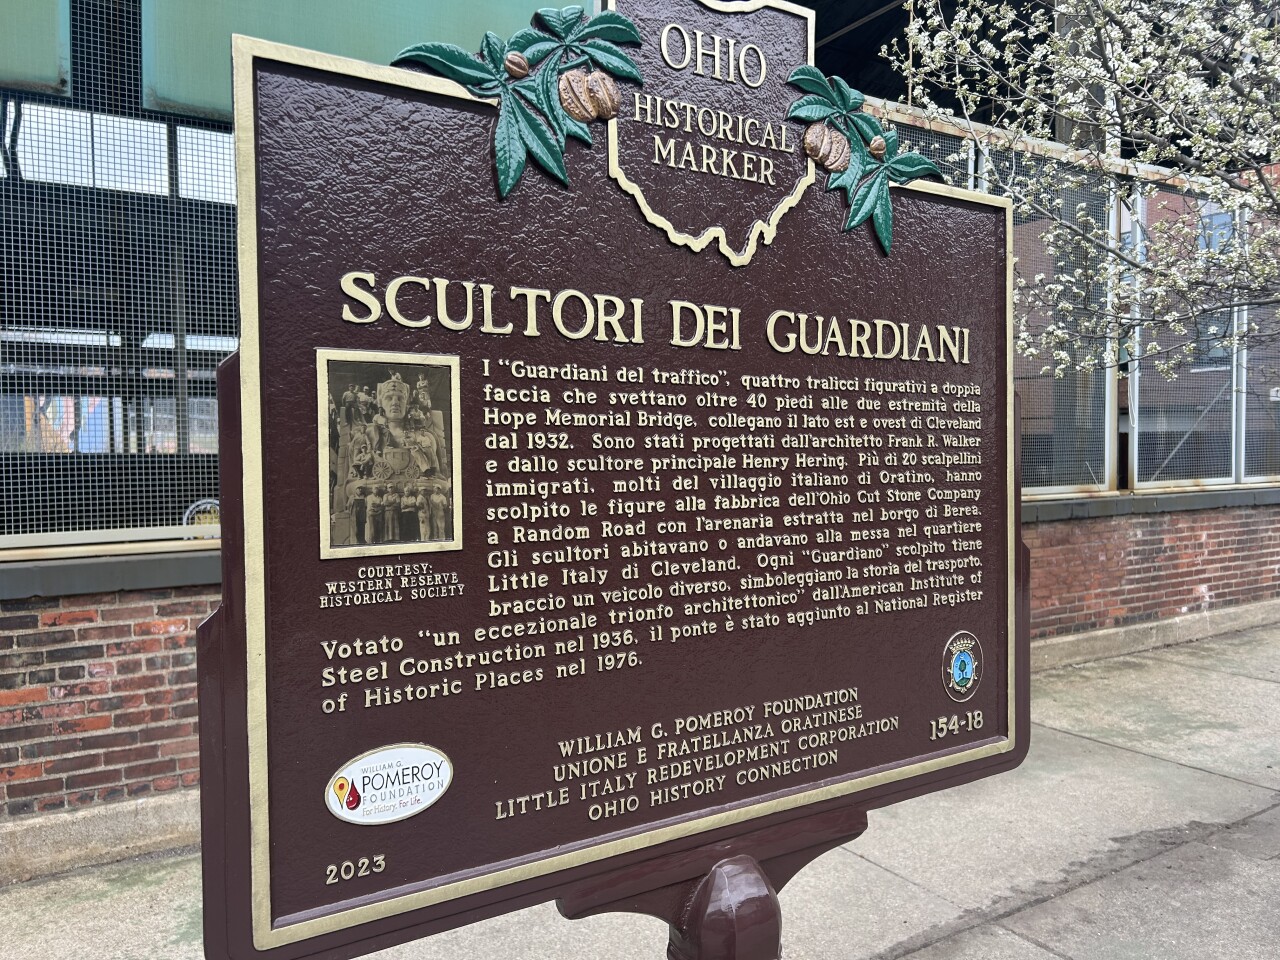 OHIO
HISTORICAL
MARKER
SCULTORI DEI GUARDIANI
I "Guardiani del traffico", quattro tralicci figurativi a doppia
faccia che svettano oltre 40 piedi alle due estremità della
Hope Memorial Bridge, collegano il lato est e ovest di Cleveland
dal 1932. Sono stati progettati dall'architetto Frank R. Walker
e dallo scultore principale Henry Hering. Più di 20 scalpellini
immigrati, molti del villaggio italiano di Oratino, hanno
scolpito le figure alla fabbrica dell'Ohio Cut Stone Company
a Random Road con l'arenaria estratta nel borgo di Berea.
Gli scultori abitavano o andavano alla messa nel quartiere
Little Italy di Cleveland. Ogni "Guardiano" scolpito tiene
braccio un veicolo diverso, simboleggiano la storia del trasporto.
Votato "un eccezionale trionfo architettonico" dall'American Institute of
Steel Construction nel 1936, il ponte è stato aggiunto al National Register
of Historic Places nel 1976.
COURTESY:
WESTERN RESERVE
HISTORICAL SOCIETY
WILLIAM G. POMEROY FOUNDATION
UNIONE E FRATELLANZA ORATINESE
LITTLE ITALY REDEVELOPMENT CORPORATION
OHIO HISTORY CONNECTION
154-18
WILLIAM G.
POMEROY
FOUNDATION
For History. For Life.
2023